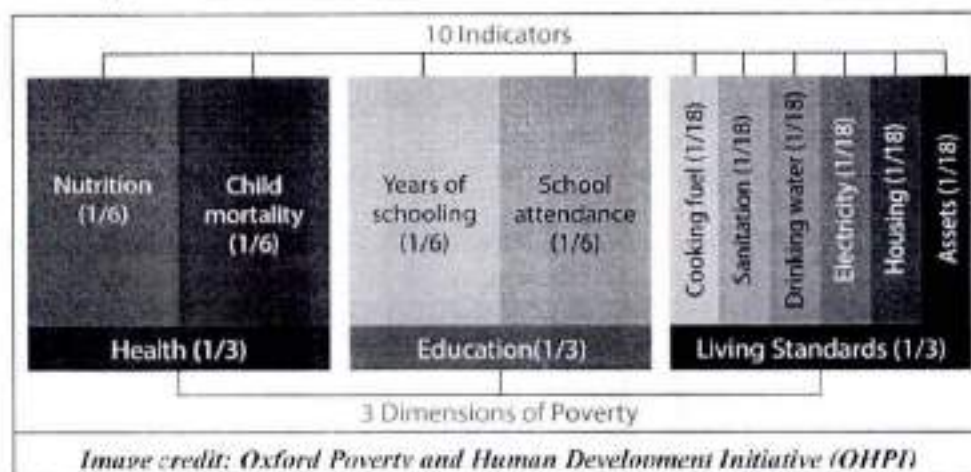 10 Indicators
Nutrition
(1/6)
Child
mortality
(1/6)
Years of
schooling
(1/6)
School
attendance
(1/6)
Cooking fuel (1/18)
Sanitation (1/18)
Drinking water (1/18)
Electricity (1/18)
Housing (1/18)
Assets (1/18)
Health (1/3)
Education(1/3)
Living Standards (1/3)
3 Dimensions of Poverty
Image credit: Oxford Poverty and Human Development Initiative (OHPI)